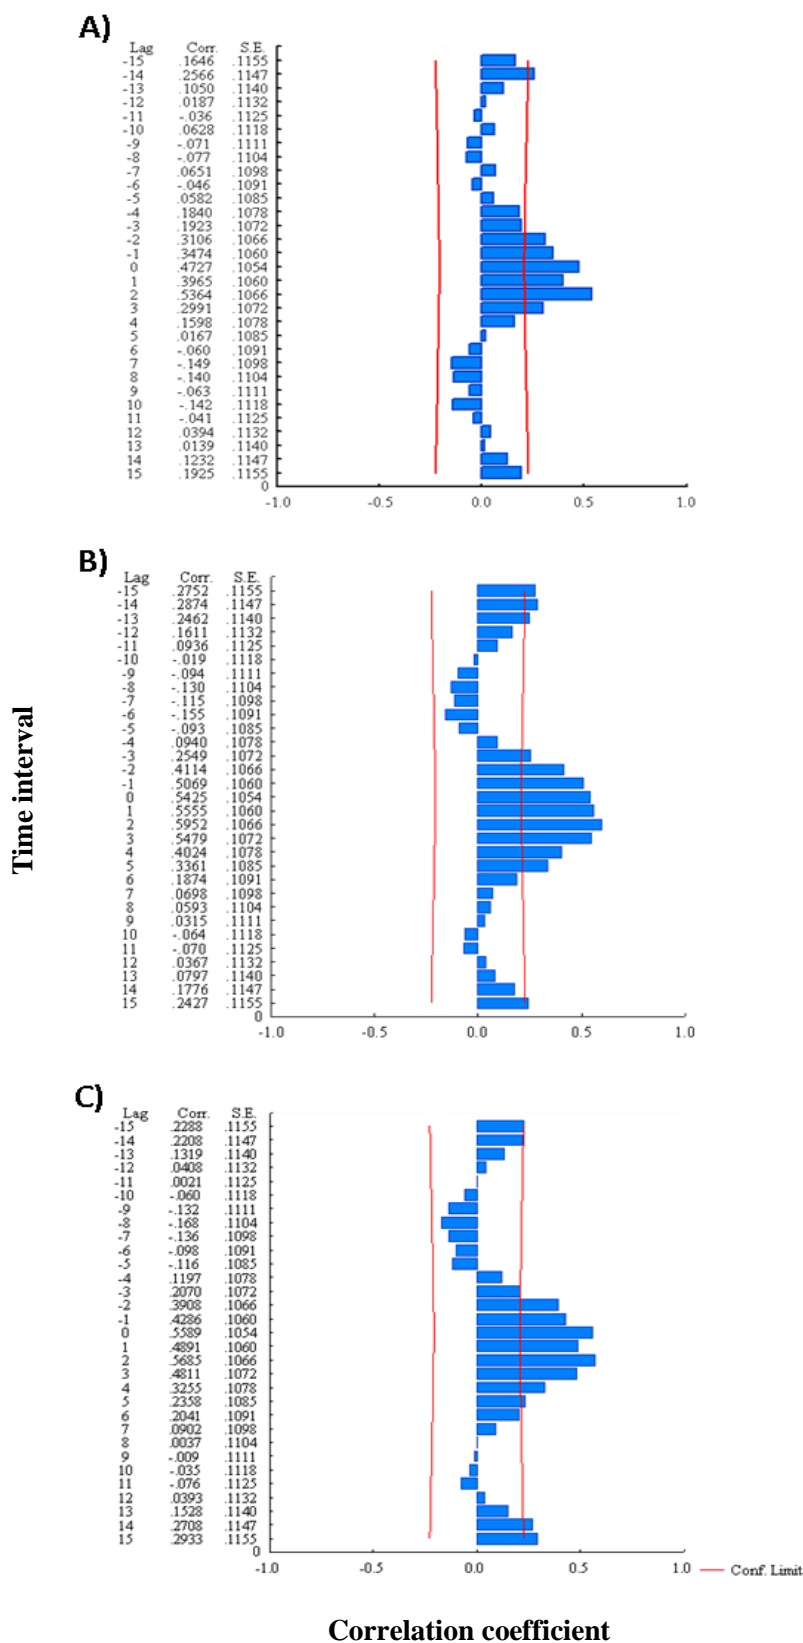 A)
Lag Corr. S.E.
-15 .1646 .1155
-14 .2566 .1147
-13 .1050 .1140
-12 .0187 .1132
-11 -.036 .1125
-10 .0628 .1118
-9 -.071 .1111
-8 -.077 .1104
-7 .0651 .1098
-6 -.046 .1091
-5 .0582 .1085
-4 .1840 .1078
-3 .1923 .1072
-2 .3106 .1066
-1 .3474 .1060
0 .4727 .1054
1 .3965 .1060
2 .5364 .1066
3 .2991 .1072
4 .1598 .1078
5 .0167 .1085
6 -.060 .1091
7 -.149 .1098
8 -.140 .1104
9 -.063 .1111
10 -.142 .1118
11 -.041 .1125
12 .0394 .1132
13 .0139 .1140
14 .1232 .1147
15 .1925 .1155
0
-1.0 -0.5 0.0 0.5 1.0
B)
Lag Corr. S.E.
-15 .2752 .1155
-14 .2874 .1147
-13 .2462 .1140
-12 .1611 .1132
-11 .0936 .1125
-10 -.019 .1118
-9 -.094 .1111
-8 -.130 .1104
-7 -.115 .1098
-6 -.155 .1091
-5 -.093 .1085
-4 .0940 .1078
-3 .2549 .1072
-2 .4114 .1066
-1 .5069 .1060
0 .5425 .1054
1 .5555 .1060
2 .5952 .1066
3 .5479 .1072
4 .4024 .1078
5 .3361 .1085
6 .1874 .1091
7 .0698 .1098
8 .0593 .1104
9 .0315 .1111
10 -.064 .1118
11 -.070 .1125
12 .0367 .1132
13 .0797 .1140
14 .1776 .1147
15 .2427 .1155
0
-1.0 -0.5 0.0 0.5 1.0
Time interval
C)
Lag Corr. S.E.
-15 .2288 .1155
-14 .2208 .1147
-13 .1319 .1140
-12 .0408 .1132
-11 .0021 .1125
-10 -.060 .1118
-9 -.132 .1111
-8 -.168 .1104
-7 -.136 .1098
-6 -.098 .1091
-5 -.116 .1085
-4 .1197 .1078
-3 .2070 .1072
-2 .3908 .1066
-1 .4286 .1060
0 .5589 .1054
1 .4891 .1060
2 .5685 .1066
3 .4811 .1072
4 .3255 .1078
5 .2358 .1085
6 .2041 .1091
7 .0902 .1098
8 .0037 .1104
9 -.009 .1111
10 -.035 .1118
11 -.076 .1125
12 .0393 .1132
13 .1528 .1140
14 .2708 .1147
15 .2933 .1155
0
-1.0 -0.5 0.0 0.5 1.0
Conf. Limit
Correlation coefficient